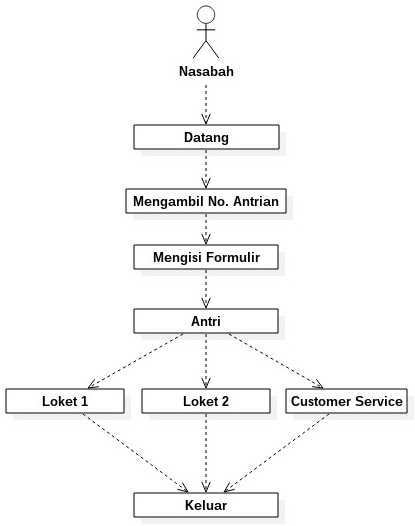 Nasabah
Datang
Mengambil No. Antrian
Mengisi Formulir
Antri
Loket 1
Loket 2
Customer Service
Keluar